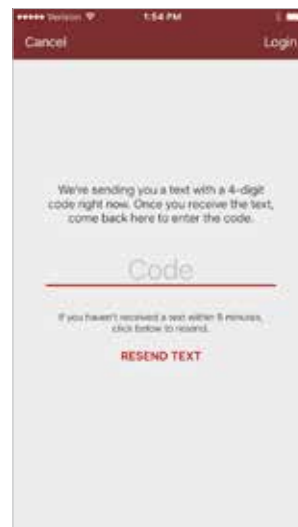 Verizon 1:54 PM
Cancel Login
We're sending you a text with a 4-digit
code right now. Once you receive the text,
come back here to enter the code.
Code
If you haven't received a text within 5 minutes,
click below to resend.
RESEND TEXT